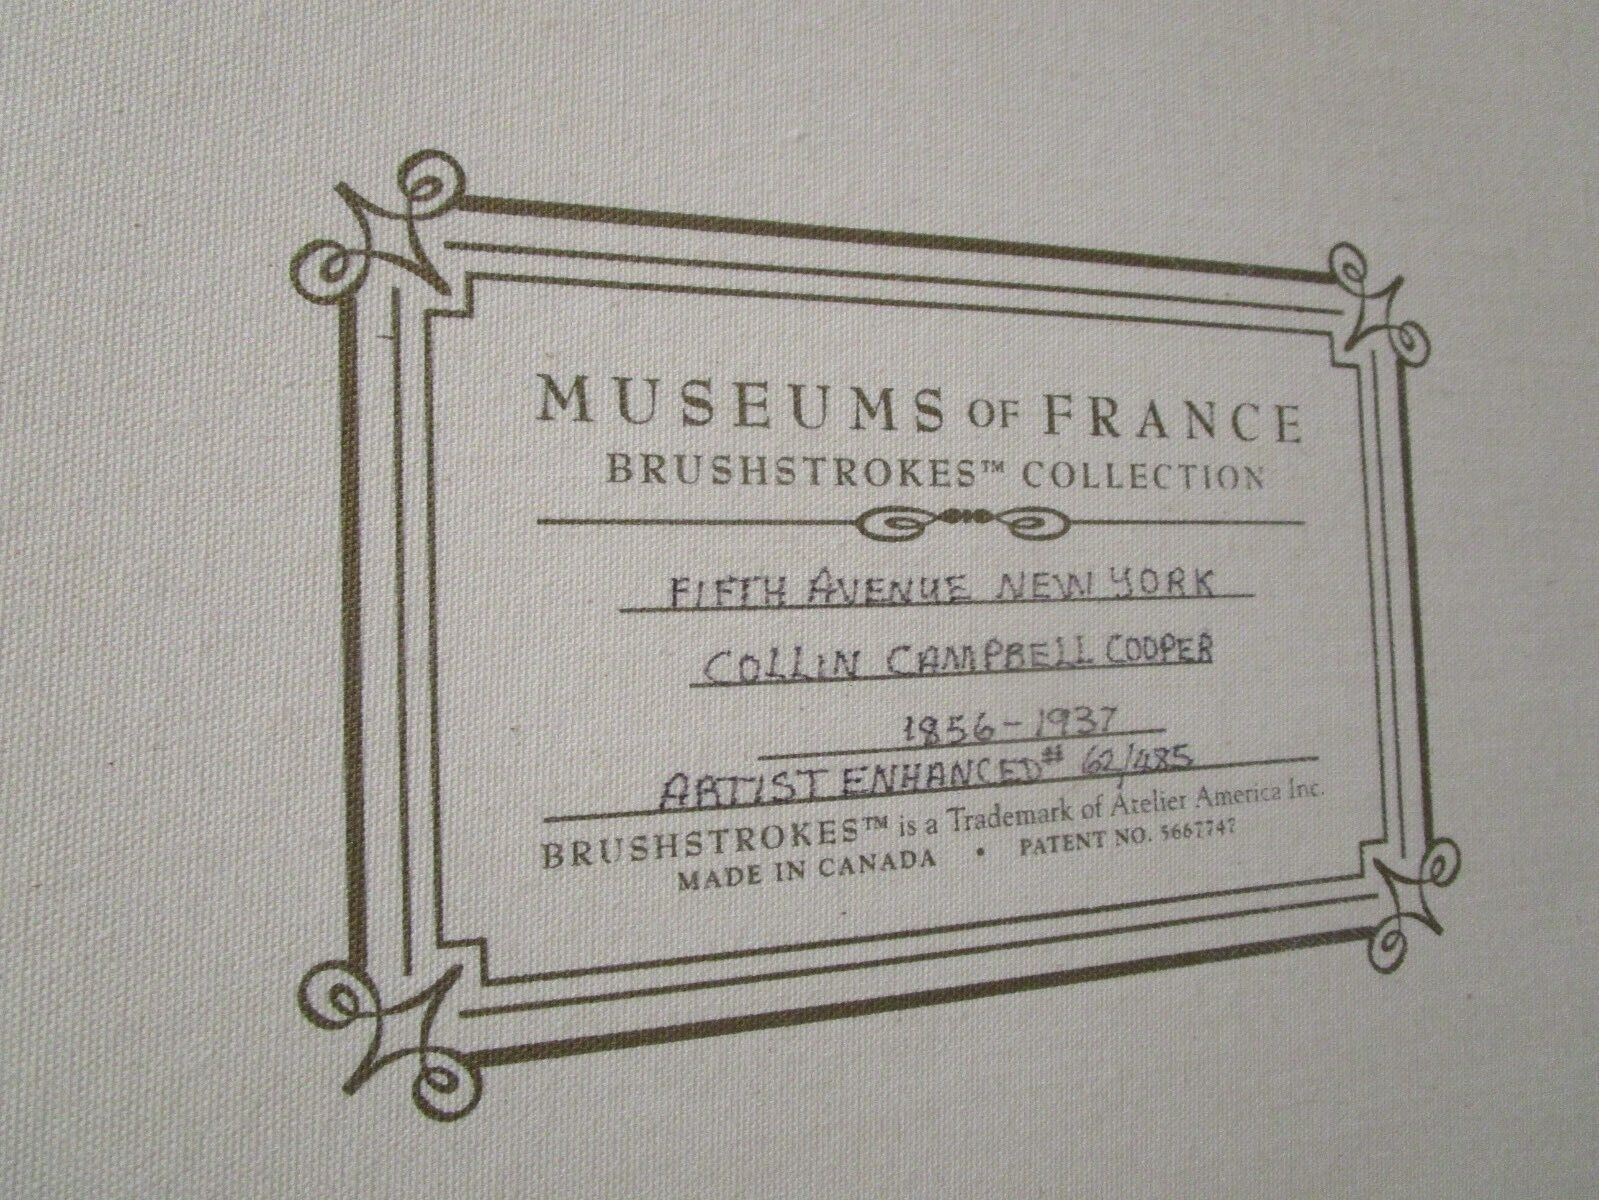 MUSEUMS OF FRANCE
BRUSHSTROKES™ COLLECTION
FIFTH AVENUE NEW YORK
COLLIN CAMPBELL COOPER
1856-1937
ARTIST ENHANCED# 62/485
BRUSHSTROKES™ is a Trademark of Atelier America Inc.
MADE IN CANADA • PATENT NO. 5667747